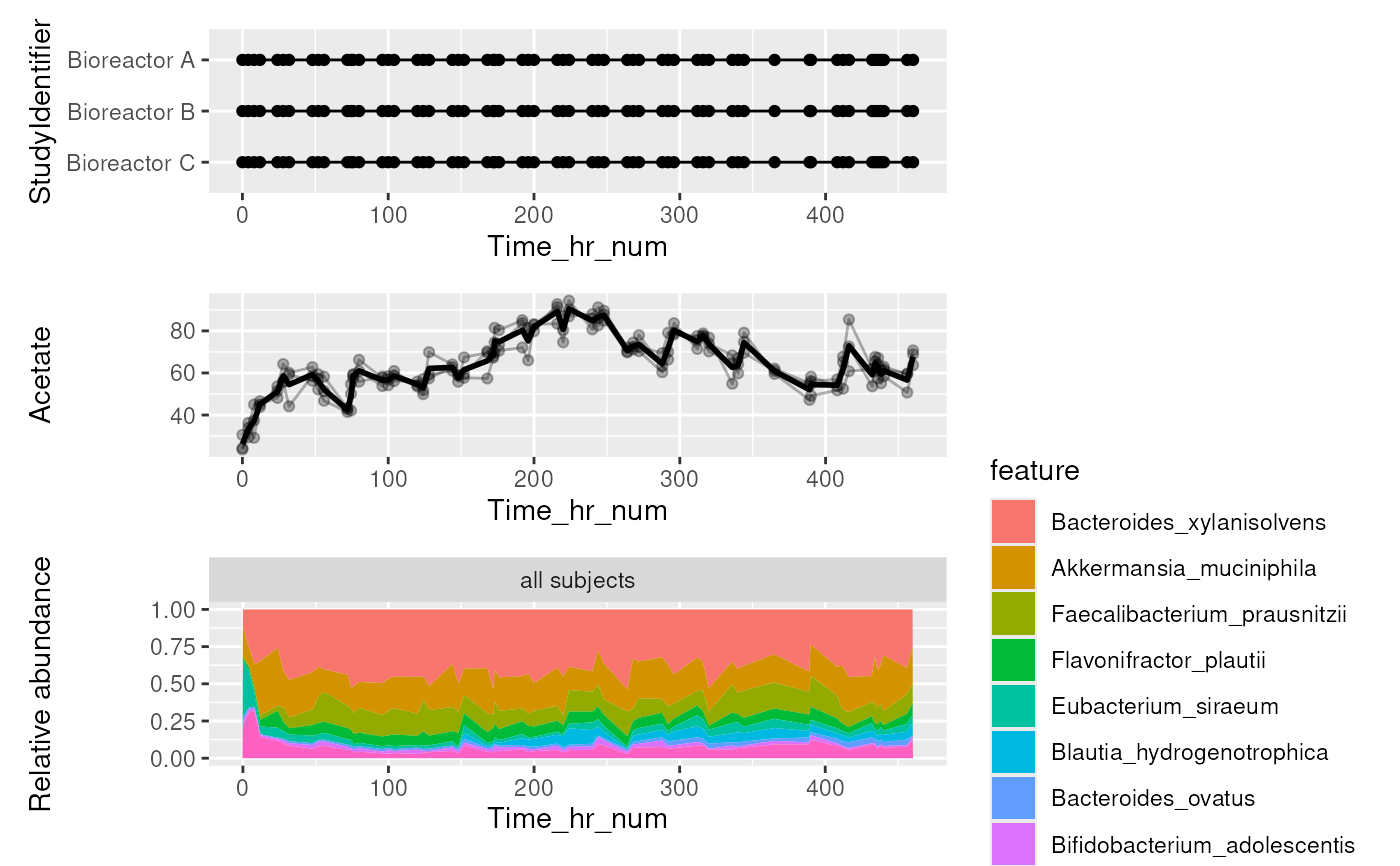 StudyIdentifier
Bioreactor A
Bioreactor B
Bioreactor C
0 100 200 300 400
Time_hr_num
Acetate
80
60
40
0 100 200 300 400
Time_hr_num
all subjects
Relative abundance
1.00
0.75
0.50
0.25
0.00
0 100 200 300 400
Time_hr_num
feature
Bacteroides_xylanisolvens
Akkermansia_muciniphila
Faecalibacterium_prausnitzii
Flavonifractor_plautii
Eubacterium_siraeum
Blautia_hydrogenotrophica
Bacteroides_ovatus
Bifidobacterium_adolescentis